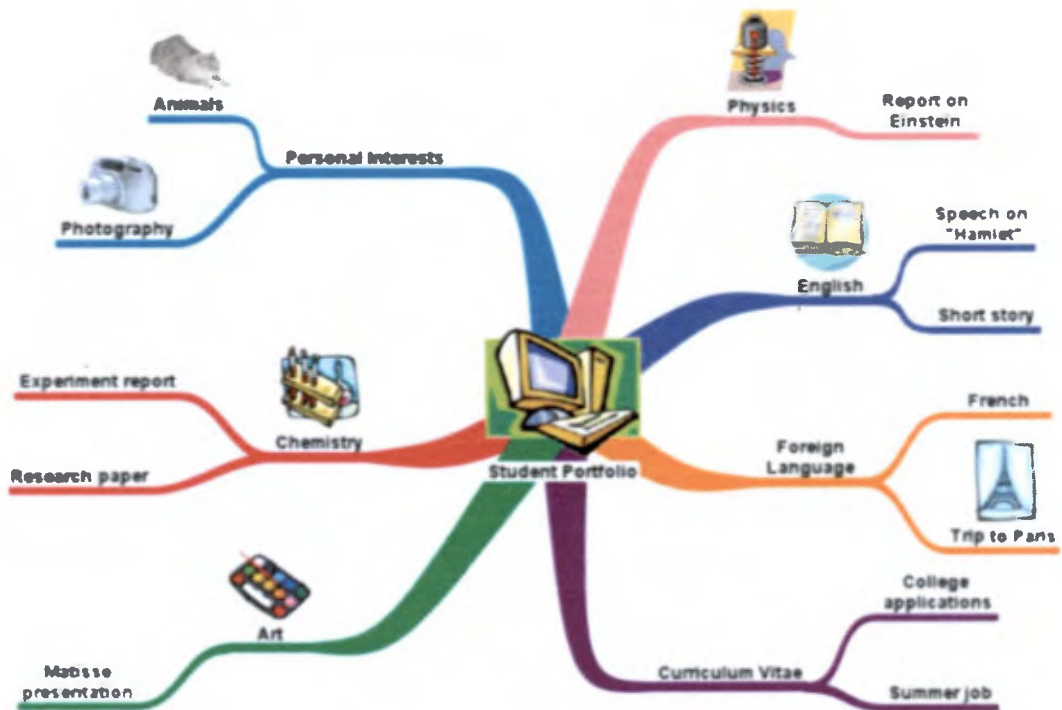 Animals
Personal Interests
Photography
Physics
Report on
Einstein
English
Speech on
"Hamlet"
Short story
Experiment report
Chemistry
Research paper
Student Portfolio
Foreign
Language
French
Trip to Paris
Art
Matisse
presentation
Curriculum Vitae
College
applications
Summer job